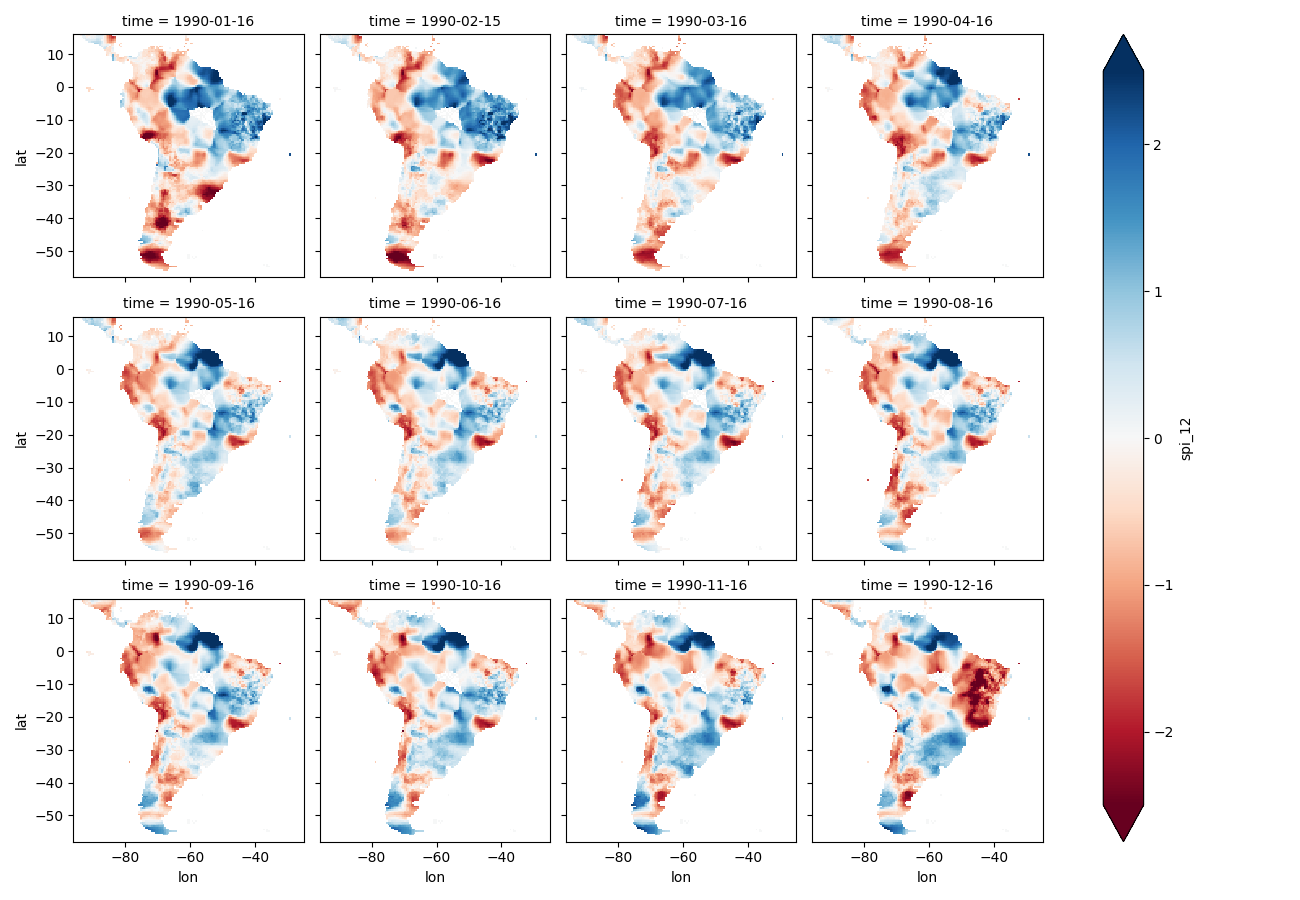 time = 1990-01-16
time = 1990-02-15
time = 1990-03-16
time = 1990-04-16
10
0
−10
−20
−30
−40
−50
lat
−80
−60
−40
time = 1990-05-16
time = 1990-06-16
time = 1990-07-16
time = 1990-08-16
10
0
−10
−20
−30
−40
−50
lat
time = 1990-09-16
time = 1990-10-16
time = 1990-11-16
time = 1990-12-16
10
0
−10
−20
−30
−40
−50
lat
−80
−60
−40
lon
−80
−60
−40
lon
−80
−60
−40
lon
−80
−60
−40
lon
2
1
0
−1
−2
spi_12